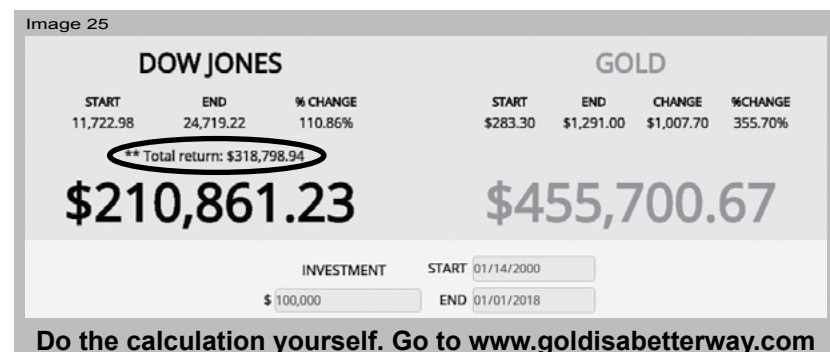 Image 25
DOW JONES GOLD
START END % CHANGE START END CHANGE %CHANGE
11,722.98 24,719.22 110.86% $283.30 $1,291.00 $1,007.70 355.70%
** Total return: $318,798.94
$210,861.23 $455,700.67
INVESTMENT START 01/14/2000
$ 100,000 END 01/01/2018
Do the calculation yourself. Go to www.goldisabetterway.com